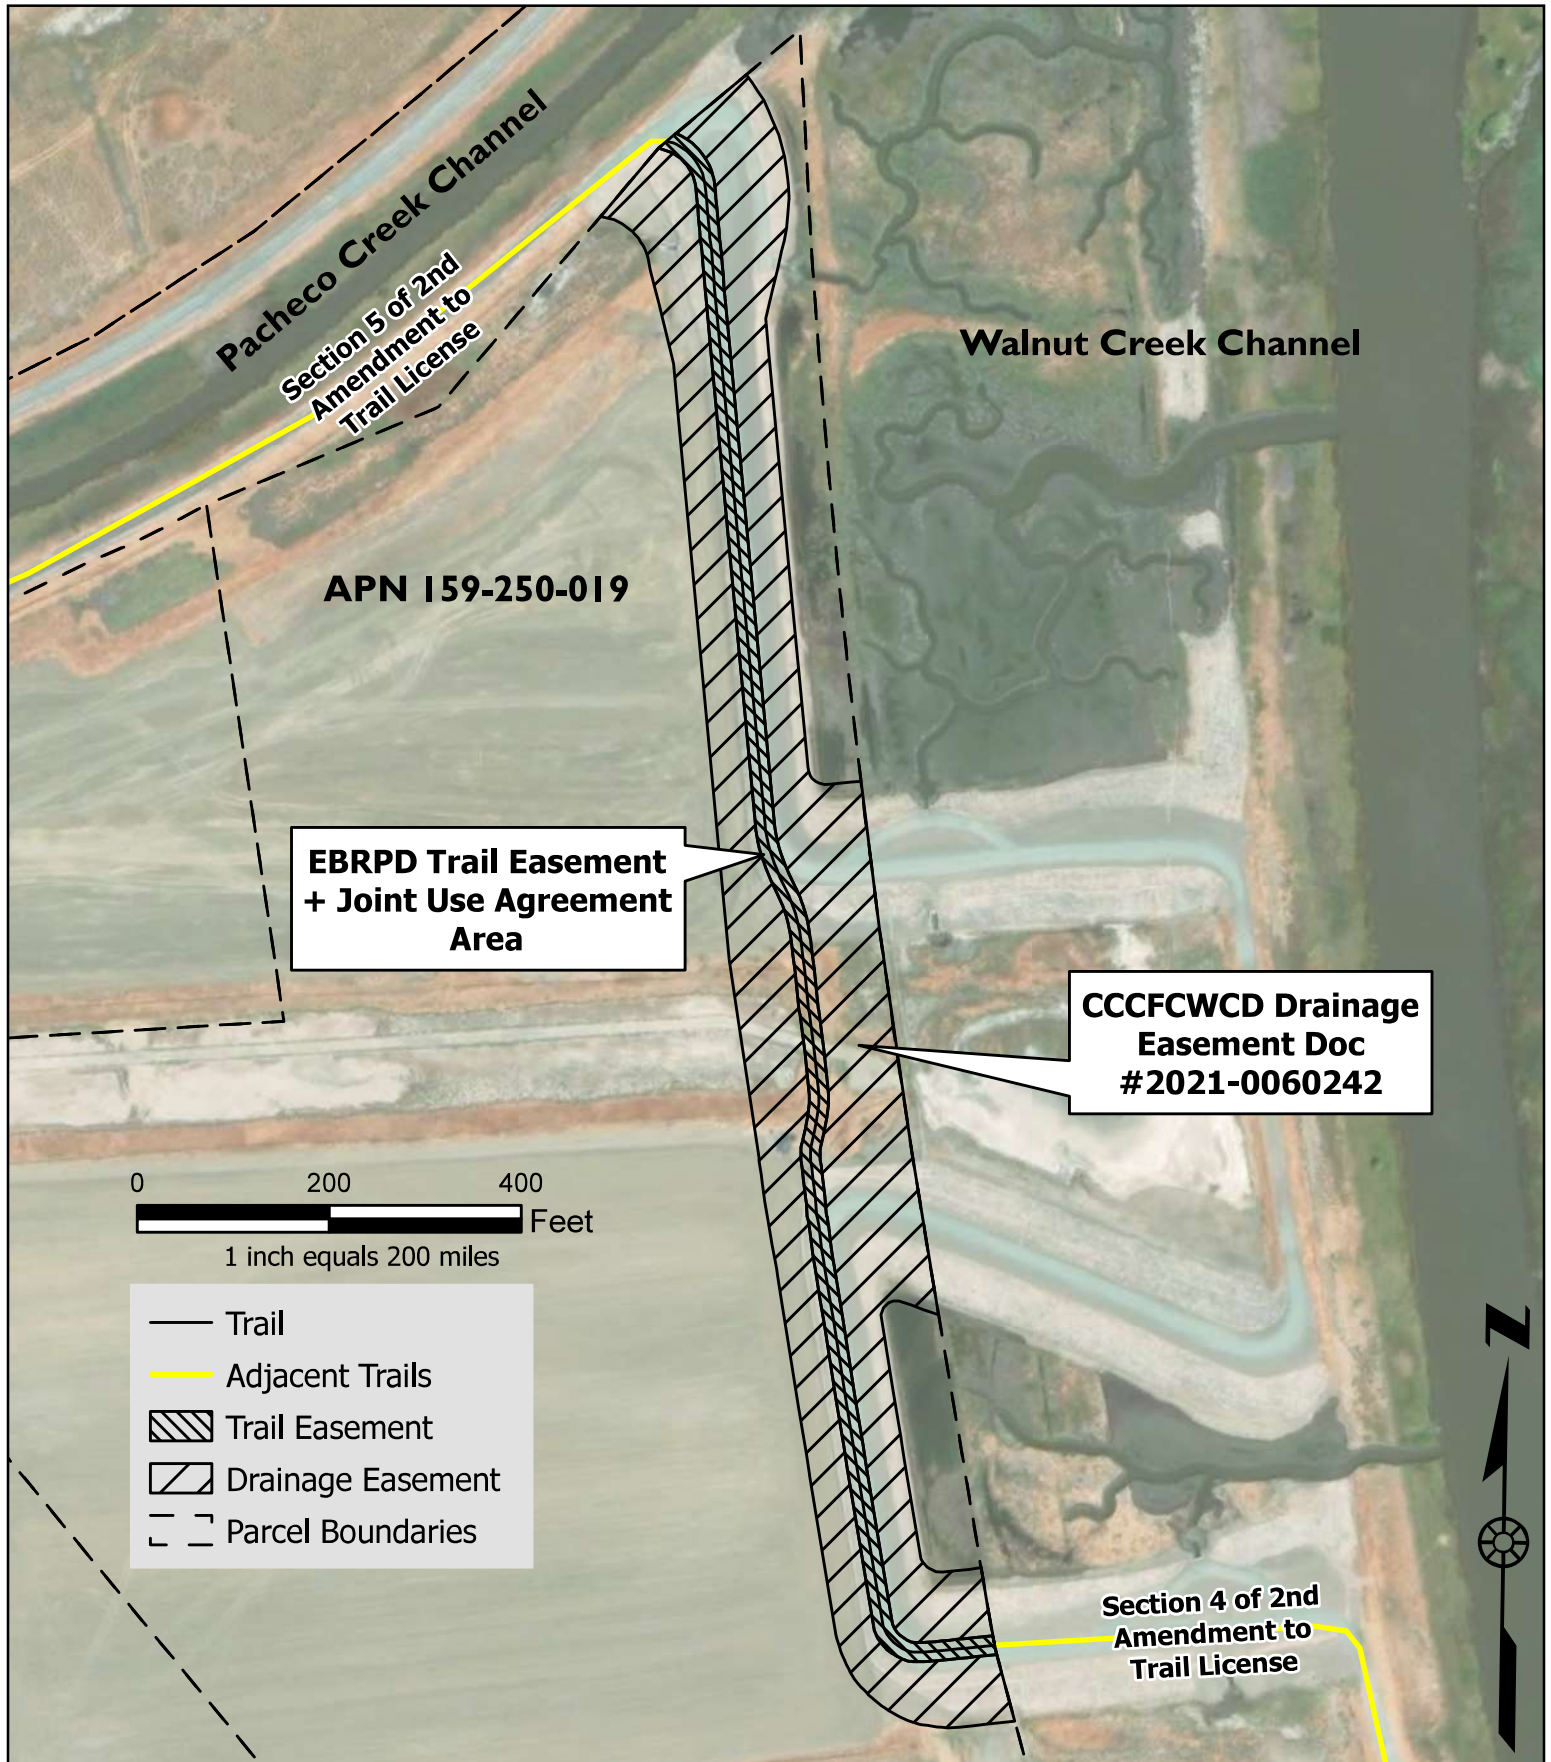 Pacheco Creek Channel
Section 5 of 2nd
Amendment to
Trail License
Walnut Creek Channel
APN 159-250-019
EBRPD Trail Easement
+ Joint Use Agreement
Area
CCCFCWCD Drainage
Easement Doc
#2021-0060242
0 200 400
Feet
1 inch equals 200 miles
Trail
Adjacent Trails
Trail Easement
Drainage Easement
Parcel Boundaries
N
Section 4 of 2nd
Amendment to
Trail License